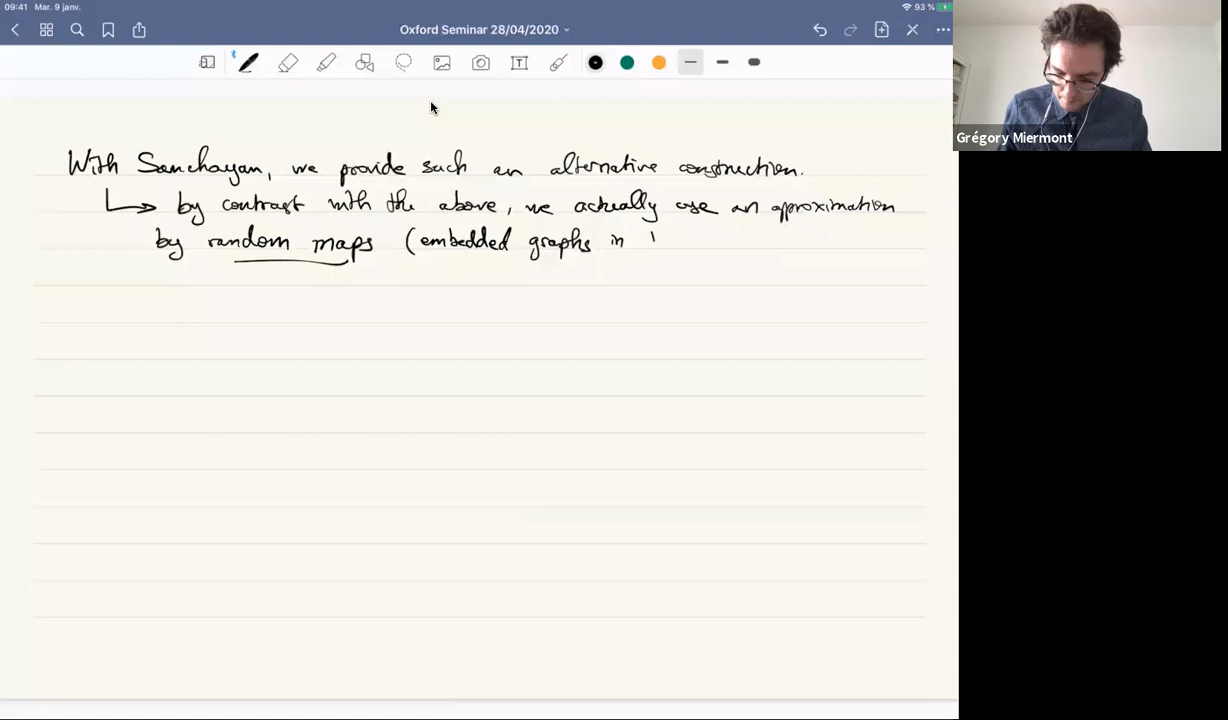 09:41 Mar. 9 janv.
93 %
Oxford Seminar 28/04/2020
Grégory Miermont
With Sanchayan, we provide such an alternative construction.
by contrast with the above, we actually use an approximation
by random maps (embedded graphs in